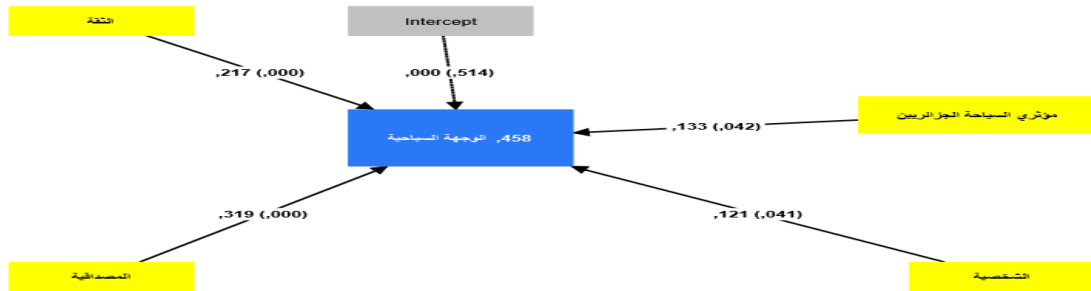 الثقة
Intercept
,217 (,000)
,000 (,514)
مؤثري السياحة الجزائريين
,133 (,042)
,458 الوجهة السياحية
,319 (,000)
,121 (,041)
المصداقية
الشخصية